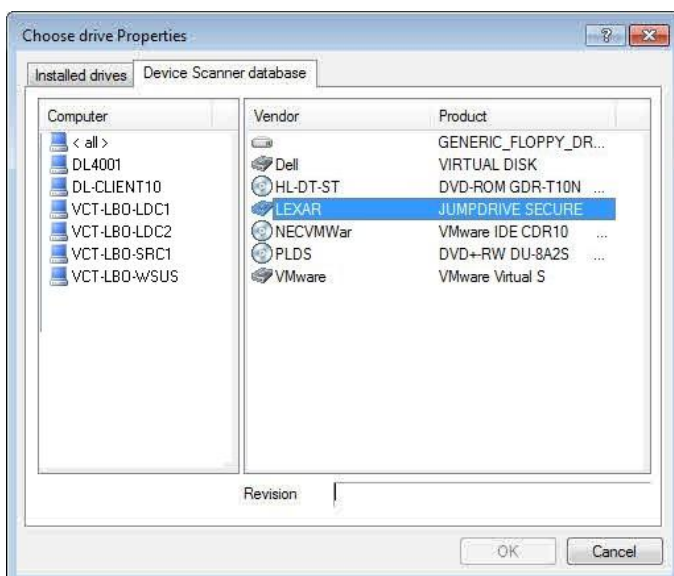 Choose drive Properties
Installed drives Device Scanner database
Computer Vendor Product
< all > GENERIC_FLOPPY_DR...
DL4001 Dell VIRTUAL DISK
DL-CLIENT10 HL-DT-ST DVD-ROM GDR-T10N ...
VCT-LBO-LDC1 LEXAR JUMPDRIVE SECURE
VCT-LBO-LDC2 NECVMWar VMware IDE CDR10 ...
VCT-LBO-SRC1 PLDS DVD+-RW DU-8A2S ...
VCT-LBO-WSUS VMware VMware Virtual S
Revision
OK Cancel